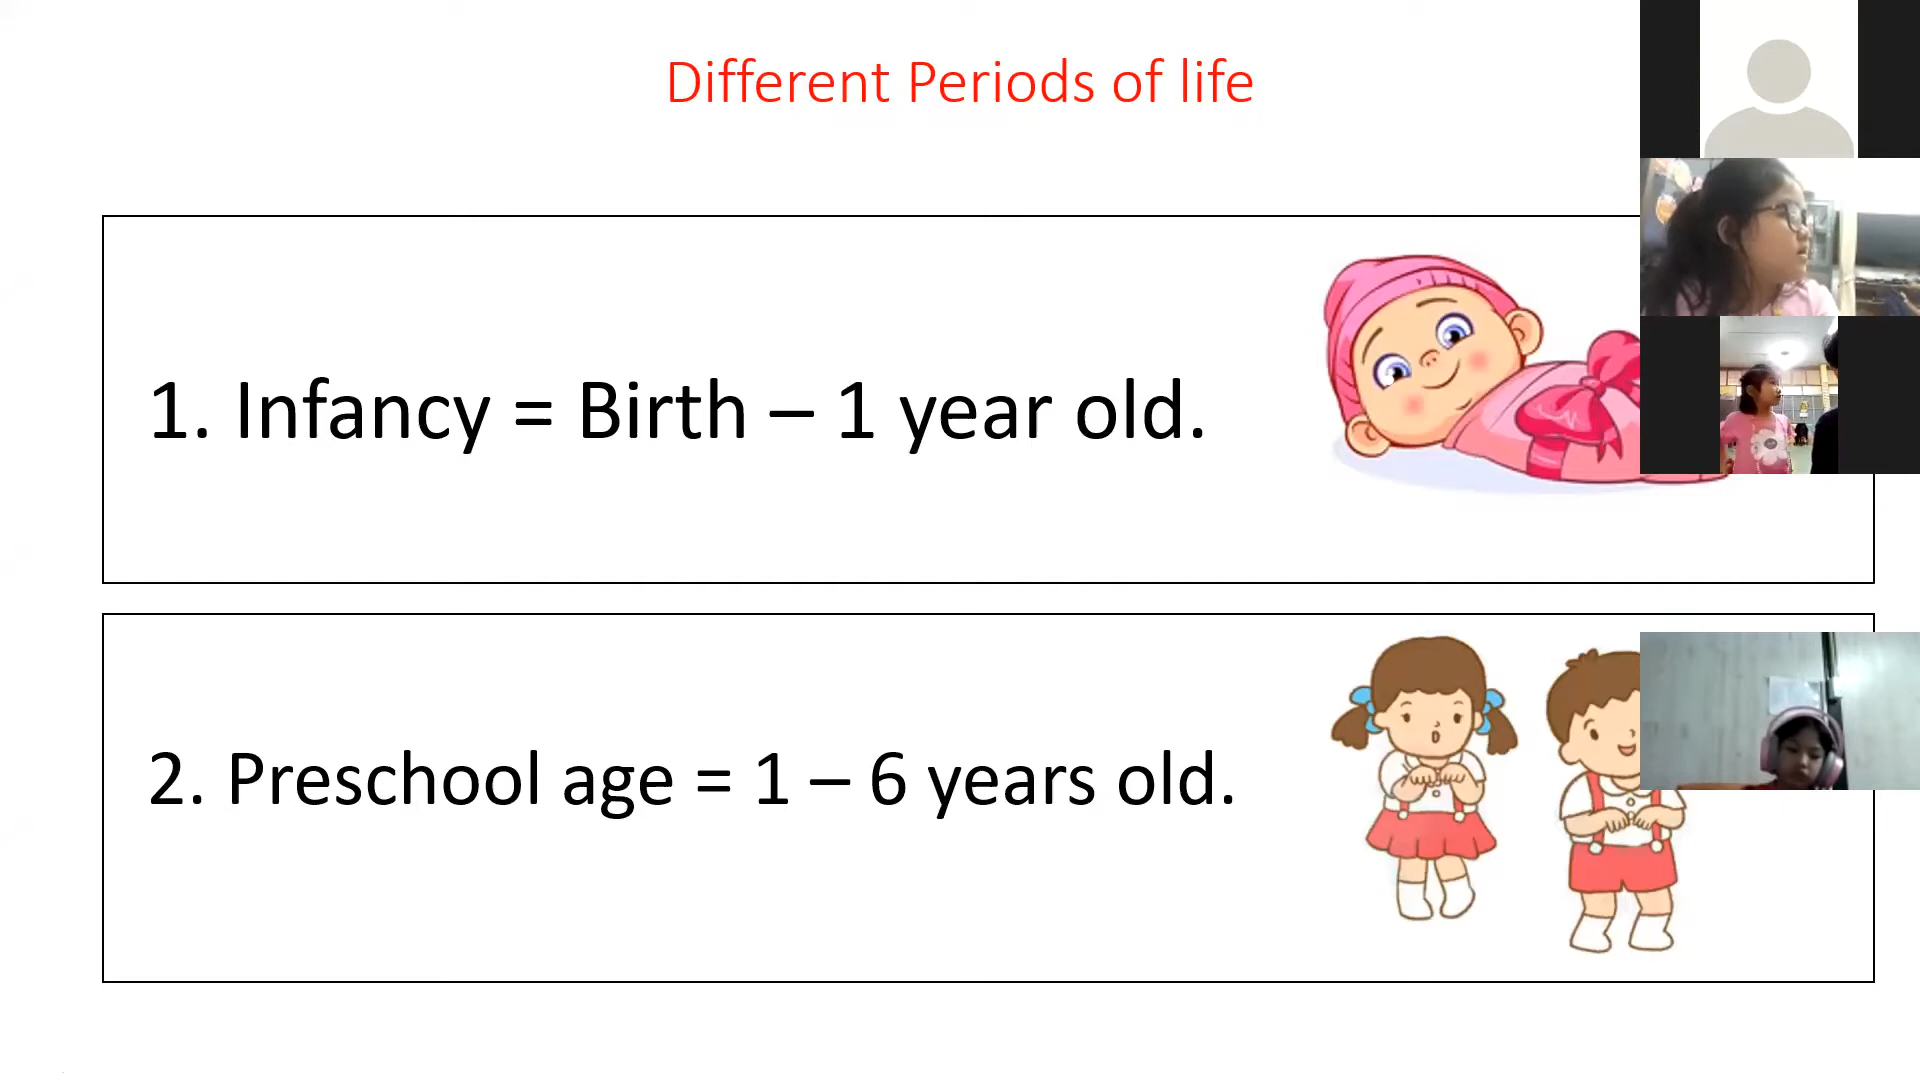 Different Periods of life
1. Infancy = Birth – 1 year old.
2. Preschool age = 1 – 6 years old.